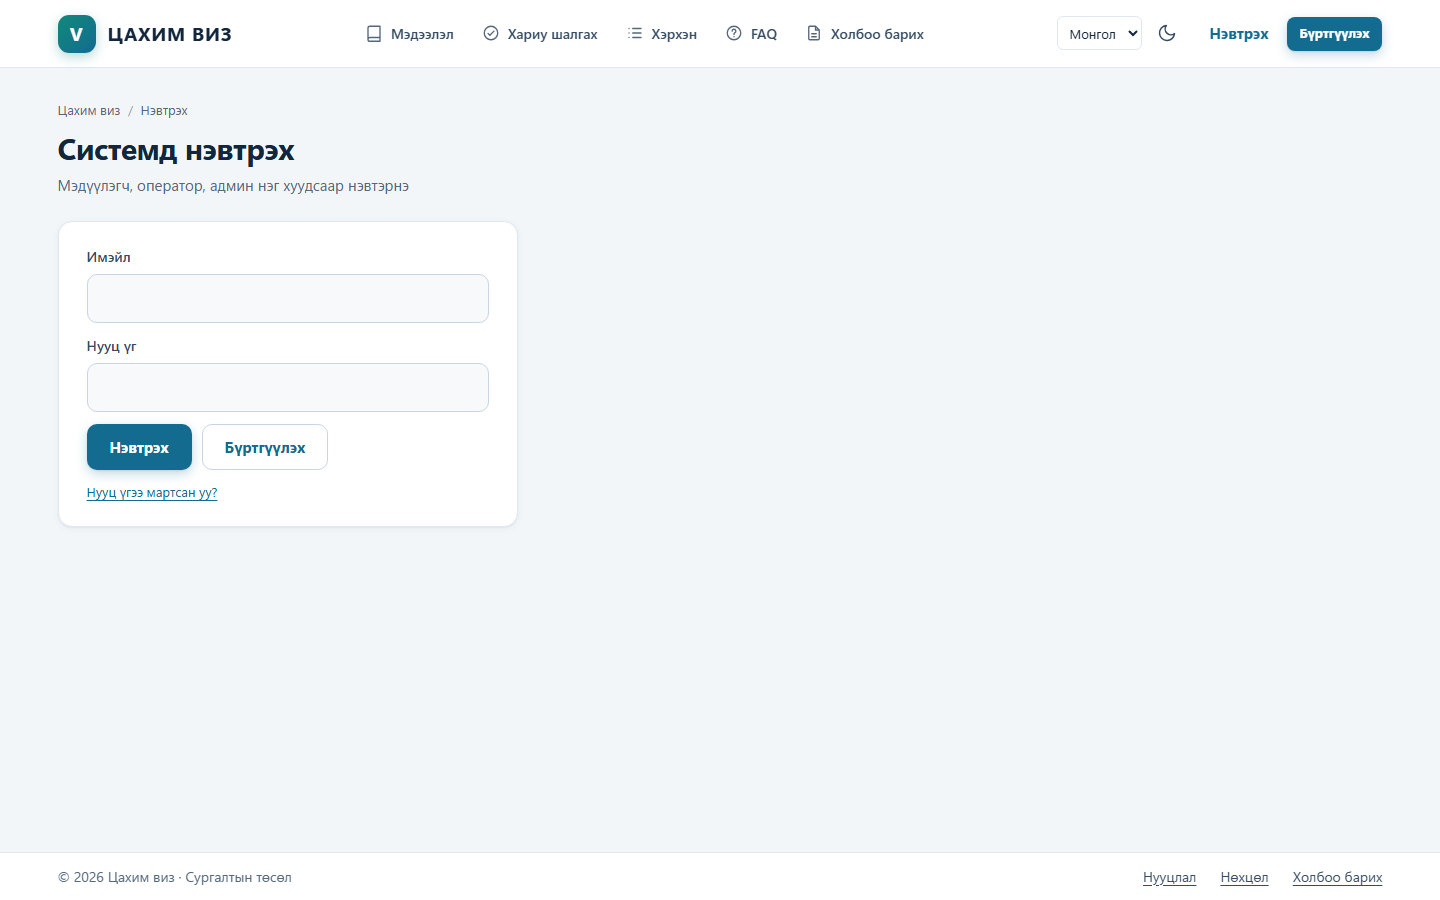 V ЦАХИМ ВИЗ Мэдээлэл Хариу шалгах Хэрхэн FAQ Холбоо барих Монгол Нэвтрэх Бүртгүүлэх
Цахим виз / Нэвтрэх
Системд нэвтрэх
Мэдүүлэгч, оператор, админ нэг хуудсаар нэвтэрнэ
Имэйл
Нууц үг
Нэвтрэх Бүртгүүлэх
Нууц үгээ мартсан уу?
© 2026 Цахим виз · Сургалтын төсөл Нууцлал Нөхцөл Холбоо барих